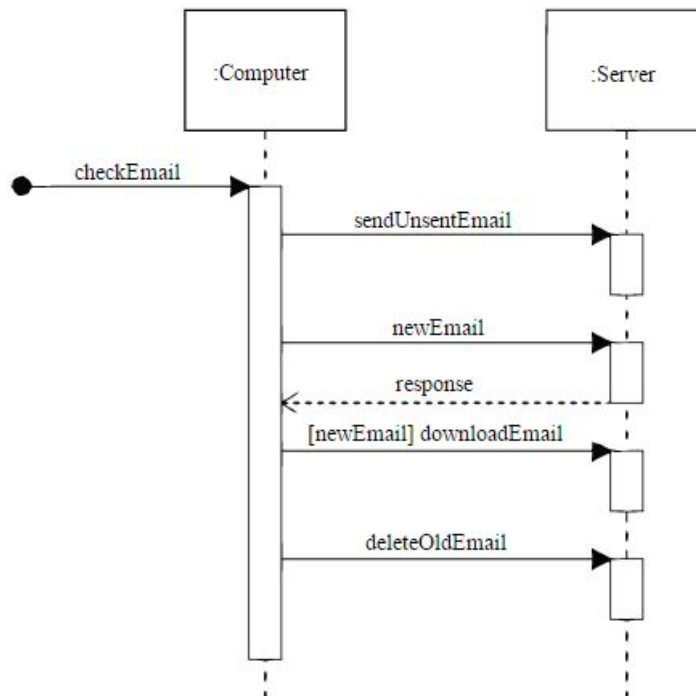 :Computer
:Server
checkEmail
sendUnsentEmail
newEmail
response
[newEmail] downloadEmail
deleteOldEmail